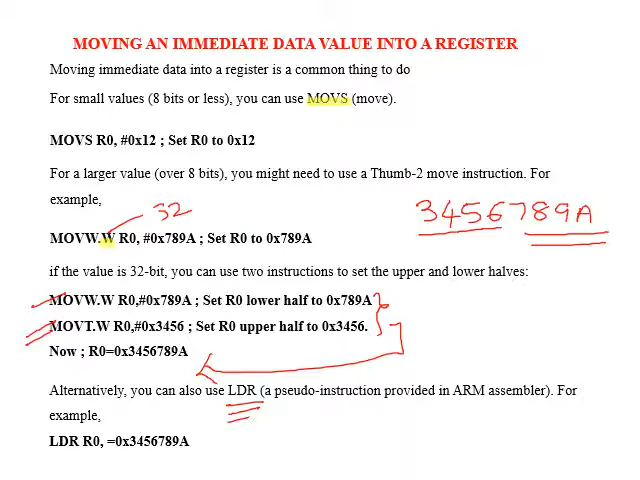 MOVING AN IMMEDIATE DATA VALUE INTO A REGISTER
Moving immediate data into a register is a common thing to do
For small values (8 bits or less), you can use MOVS (move).
MOVS R0, #0x12 ; Set R0 to 0x12
For a larger value (over 8 bits), you might need to use a Thumb-2 move instruction. For
example,
32
3456789A
MOVW.W R0, #0x789A ; Set R0 to 0x789A
if the value is 32-bit, you can use two instructions to set the upper and lower halves:
MOVW.W R0,#0x789A ; Set R0 lower half to 0x789A
MOVT.W R0,#0x3456 ; Set R0 upper half to 0x3456.
Now ; R0=0x3456789A
Alternatively, you can also use LDR (a pseudo-instruction provided in ARM assembler). For
example,
LDR R0, =0x3456789A